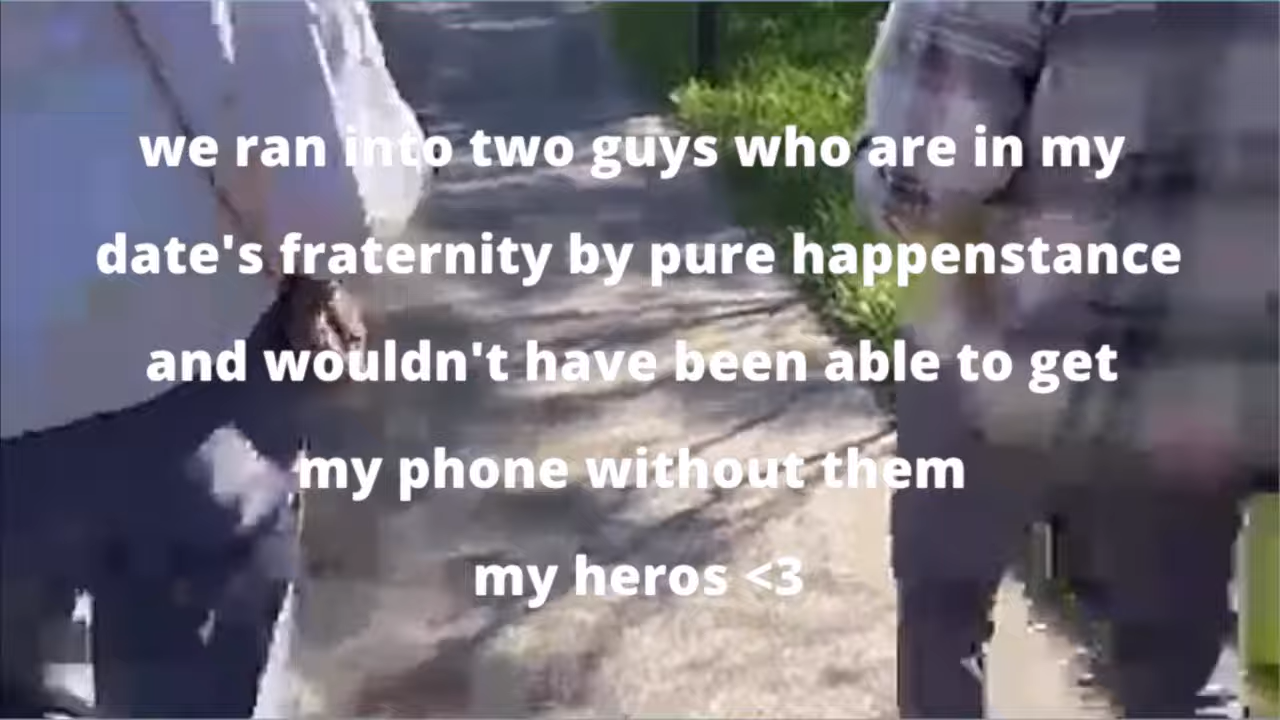 we ran into two guys who are in my
date's fraternity by pure happenstance
and wouldn't have been able to get
my phone without them
my heros <3